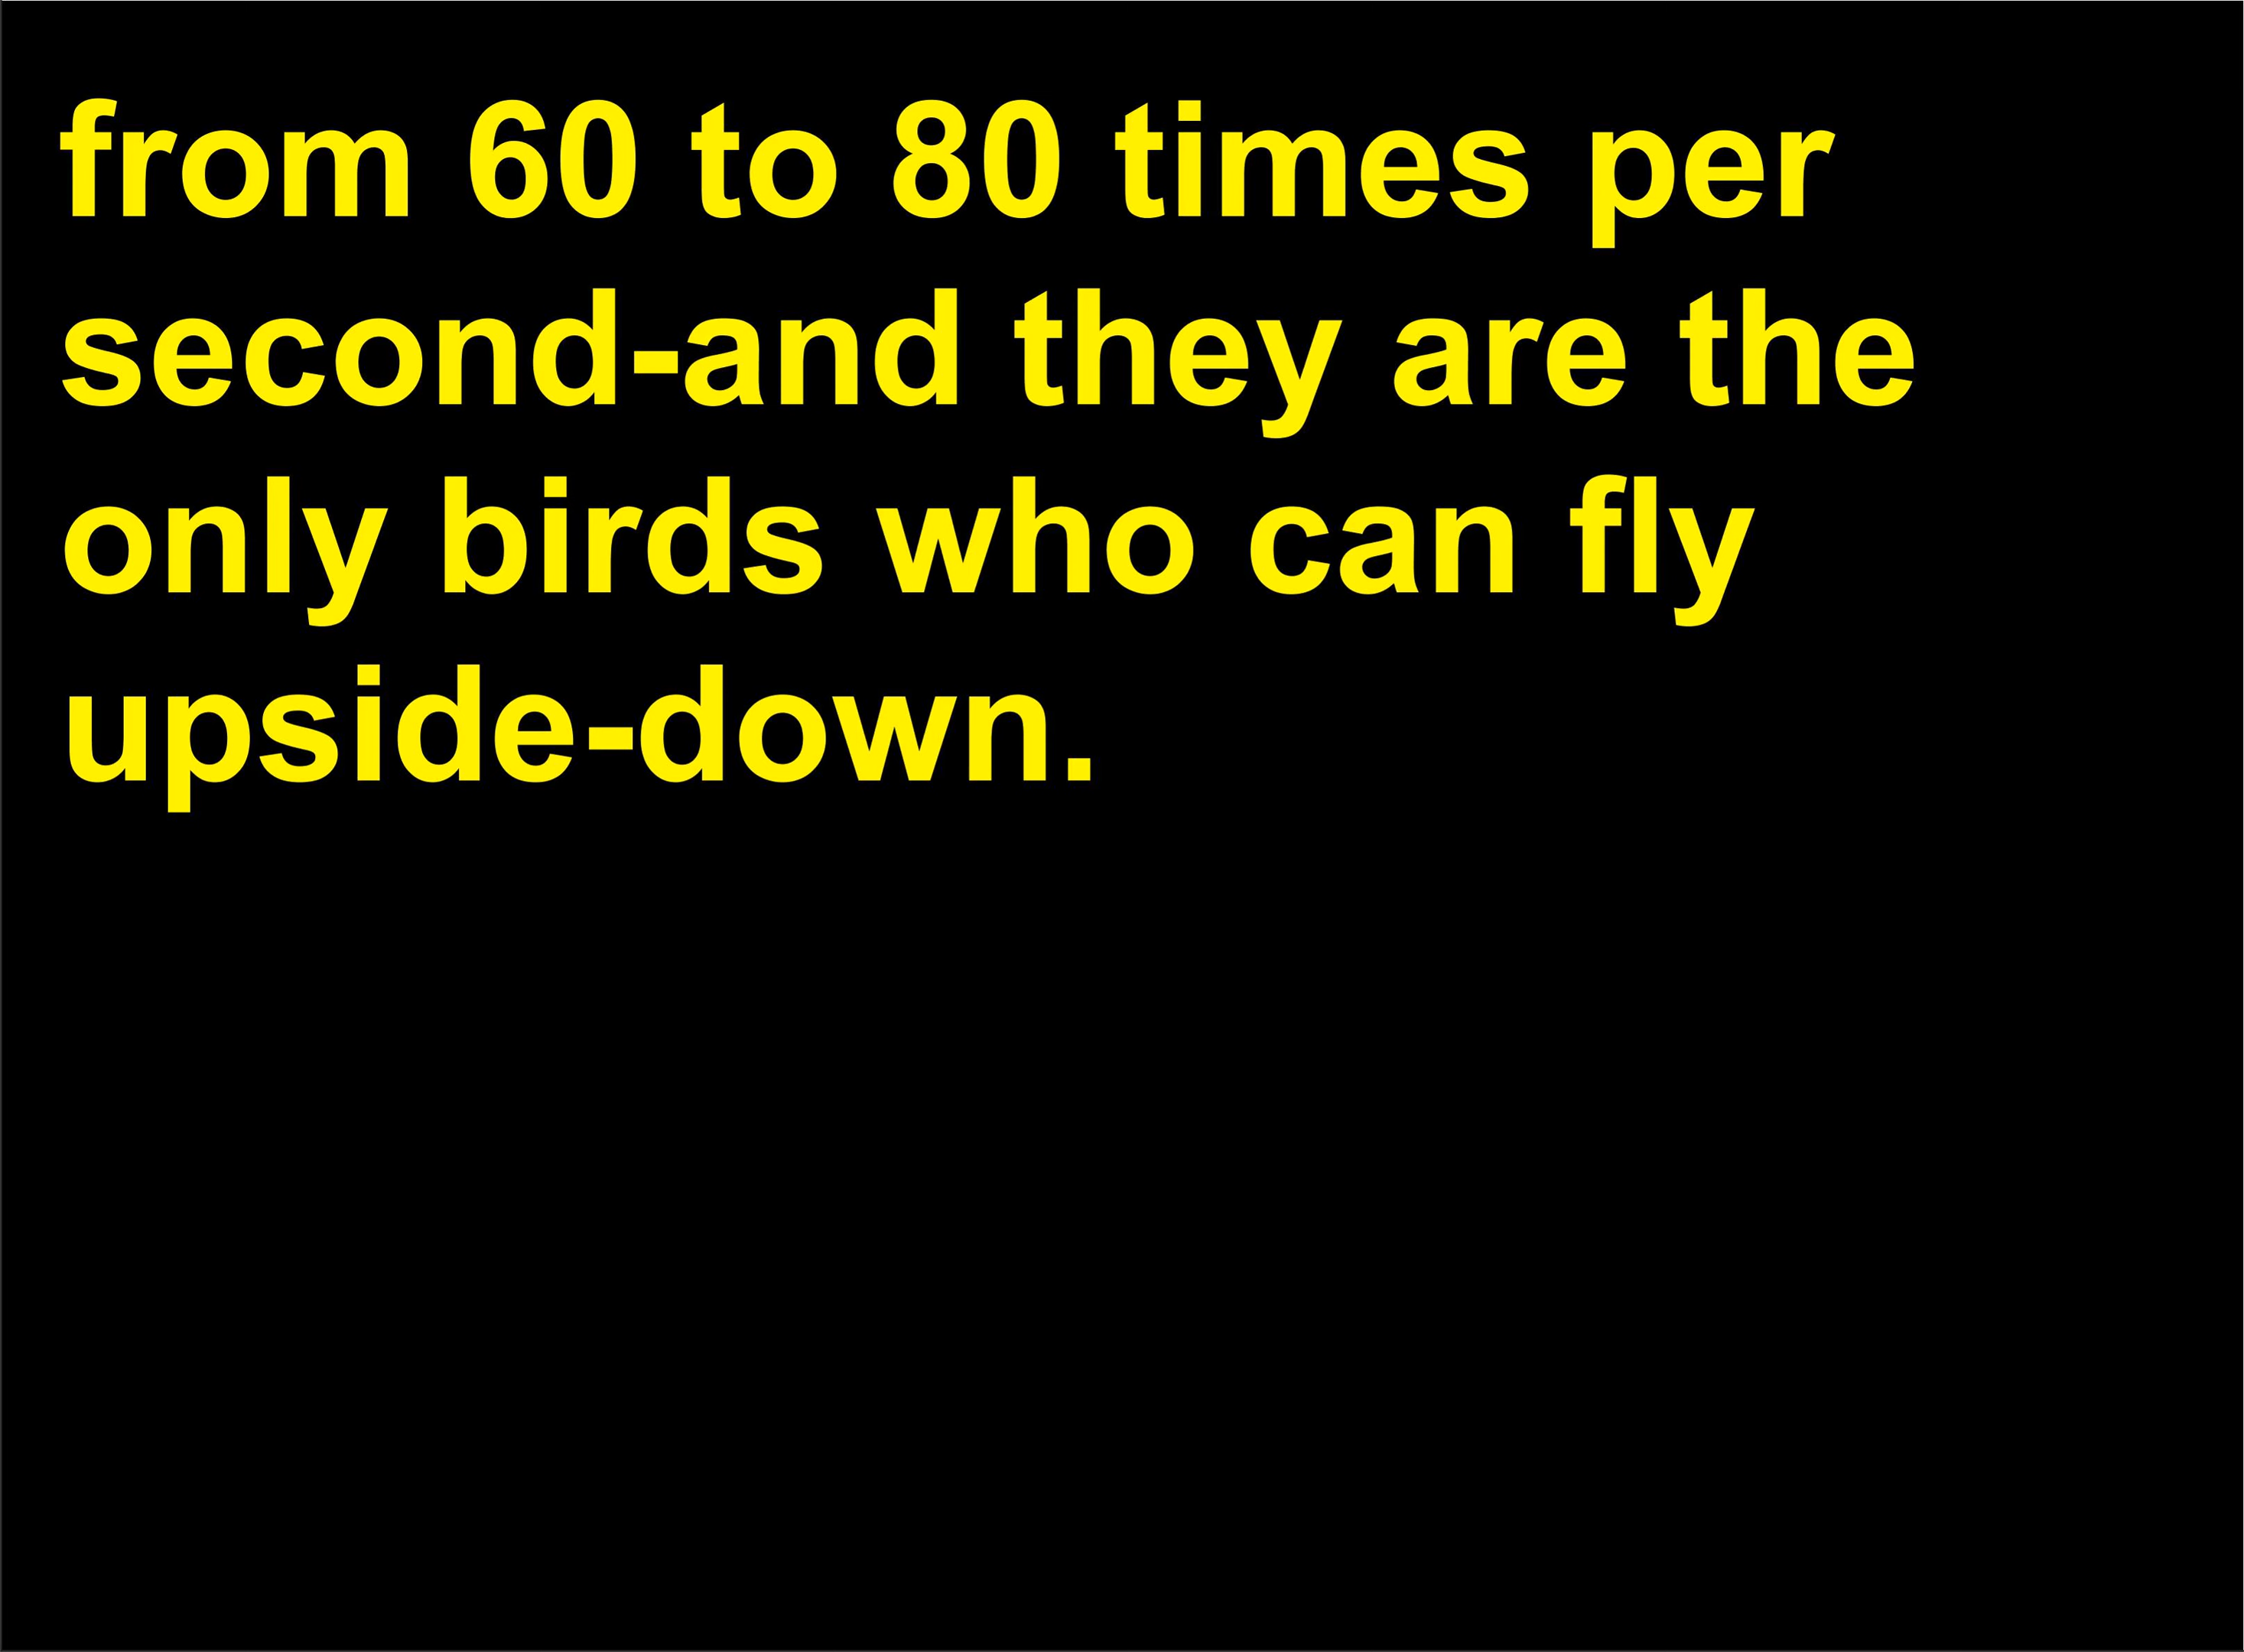 from 60 to 80 times per
second-and they are the
only birds who can fly
upside-down.